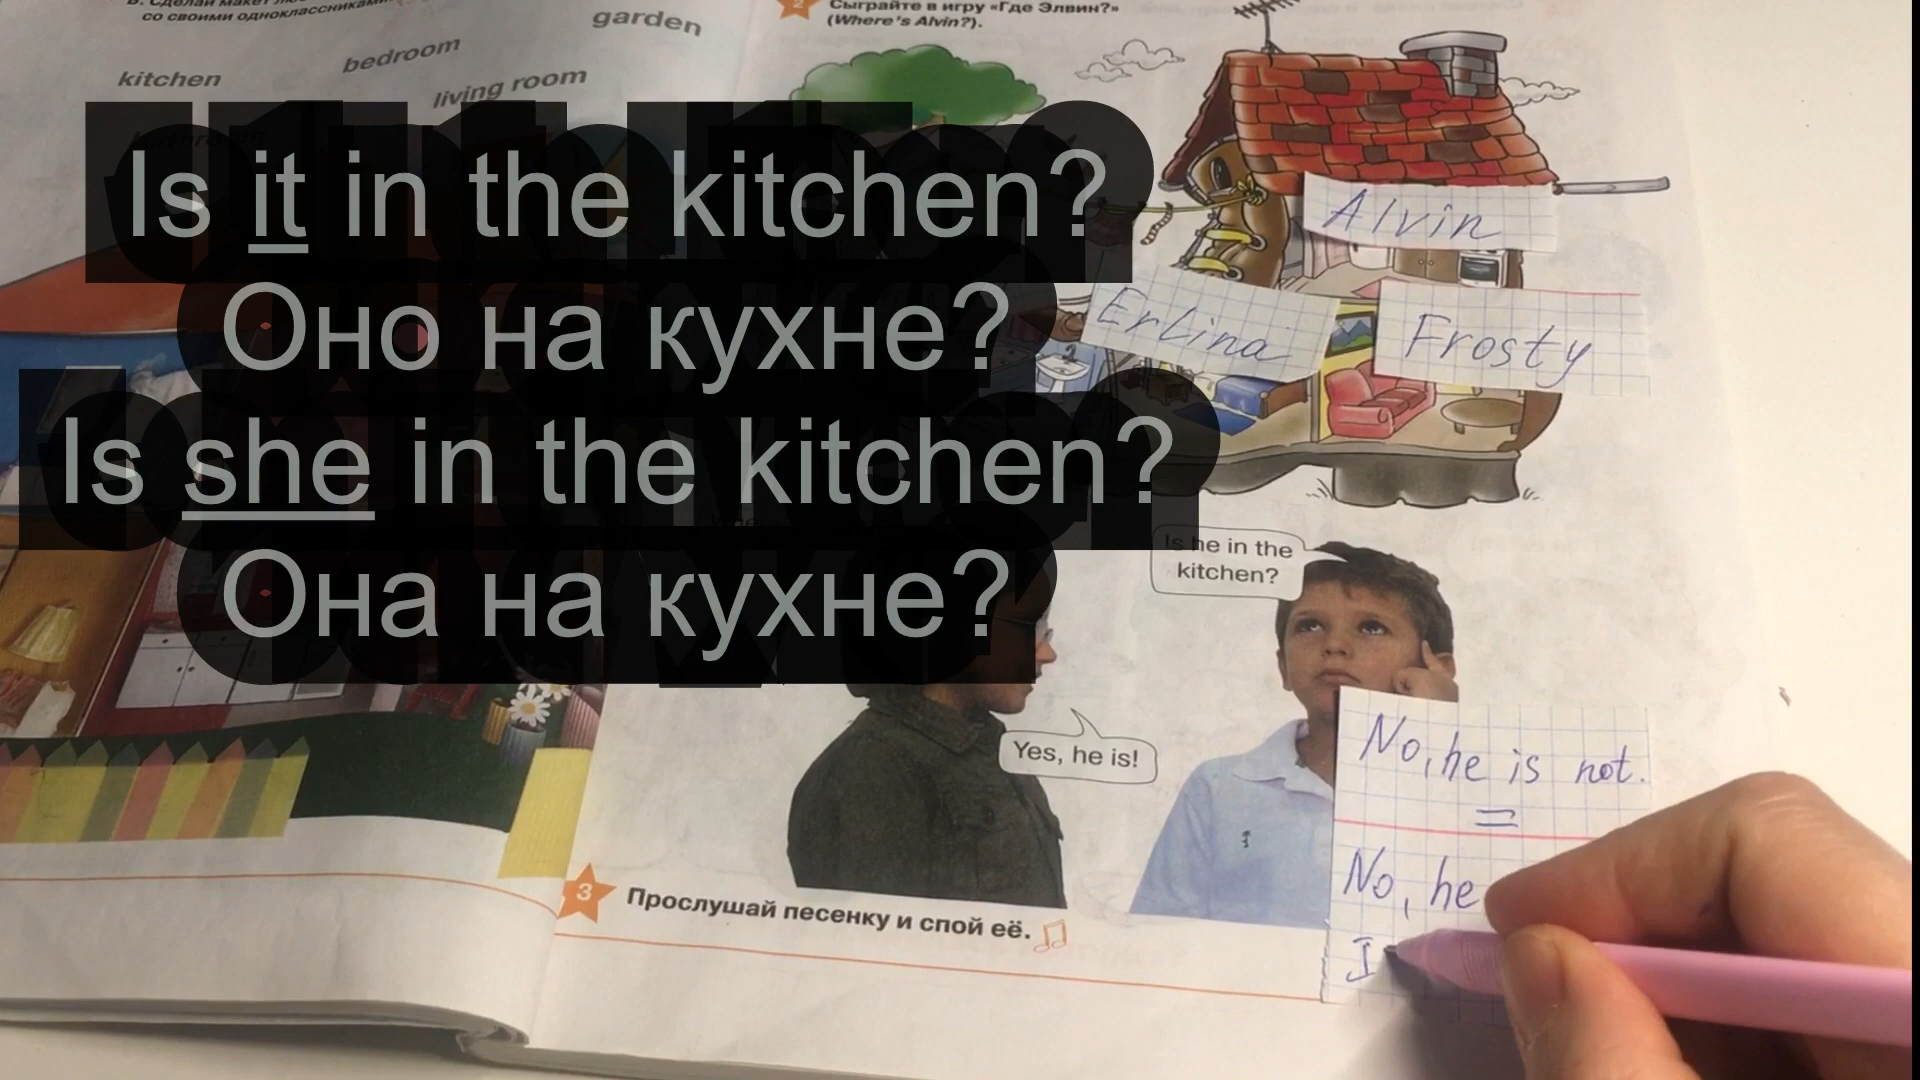 со своими одноклассниками
garden
bedroom
kitchen
living room
bathroom
2
Сыграйте в игру «Где Элвин?»
(Where's Alvin?).
Is it in the kitchen?
Оно на кухне?
Is she in the kitchen?
Она на кухне?
Alvin
Erlina
Frosty
Is he in the
kitchen?
Yes, he is!
No, he is not.
=
No, he
I
3
Прослушай песенку и спой её.